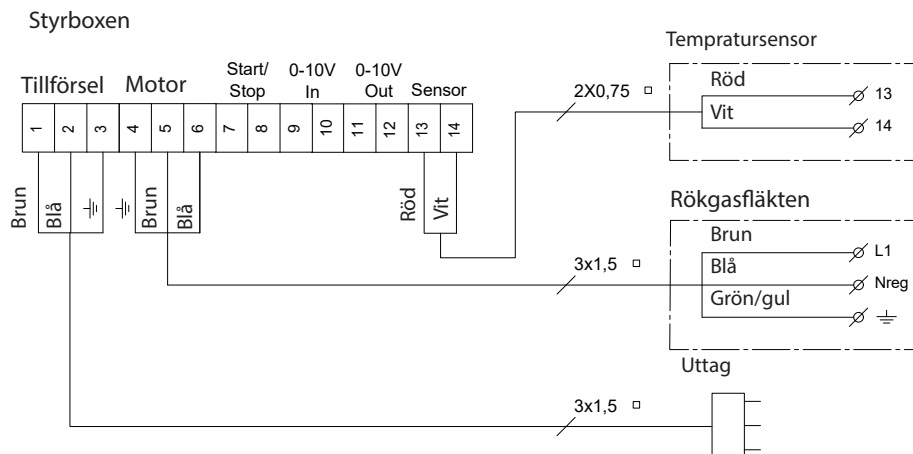 Styrboxen
Tillförsel Motor Start/ Stop 0-10V In 0-10V Out Sensor
1 2 3 4 5 6 7 8 9 10 11 12 13 14
Brun Blå Brun Blå Röd Vit
2X0,75
Tempratursensor
Röd 13
Vit 14
3x1,5
Rökgasfläkten
Brun L1
Blå Nreg
Grön/gul
3x1,5
Uttag